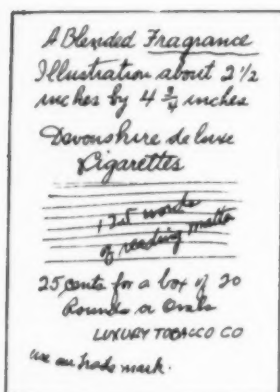 A Blended Fragrance
Illustration about 2 1/2
inches by 4 3/4 inches
Devonshire de luxe
Cigarettes
125 words
of reading matter
25 cents for a box of 20
Rounds or Ovals
LUXURY TOBACCO CO
use our trade mark.